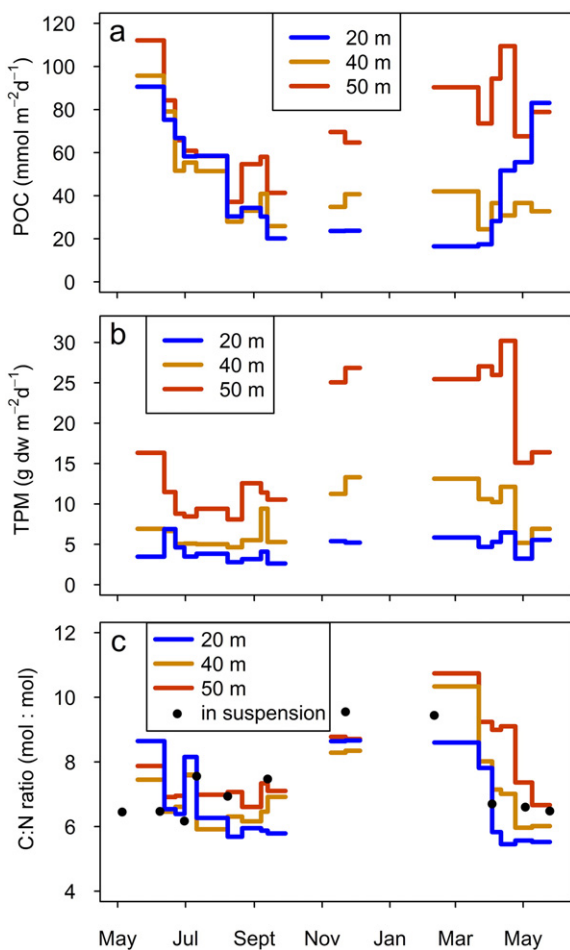 a
20 m
40 m
50 m
POC (mmol m⁻²d⁻¹)
120
100
80
60
40
20
0
b
20 m
40 m
50 m
TPM (g dw m⁻²d⁻¹)
30
25
20
15
10
5
0
c
20 m
40 m
50 m
in suspension
C:N ratio (mol : mol)
12
10
8
6
4
May Jul Sept Nov Jan Mar May